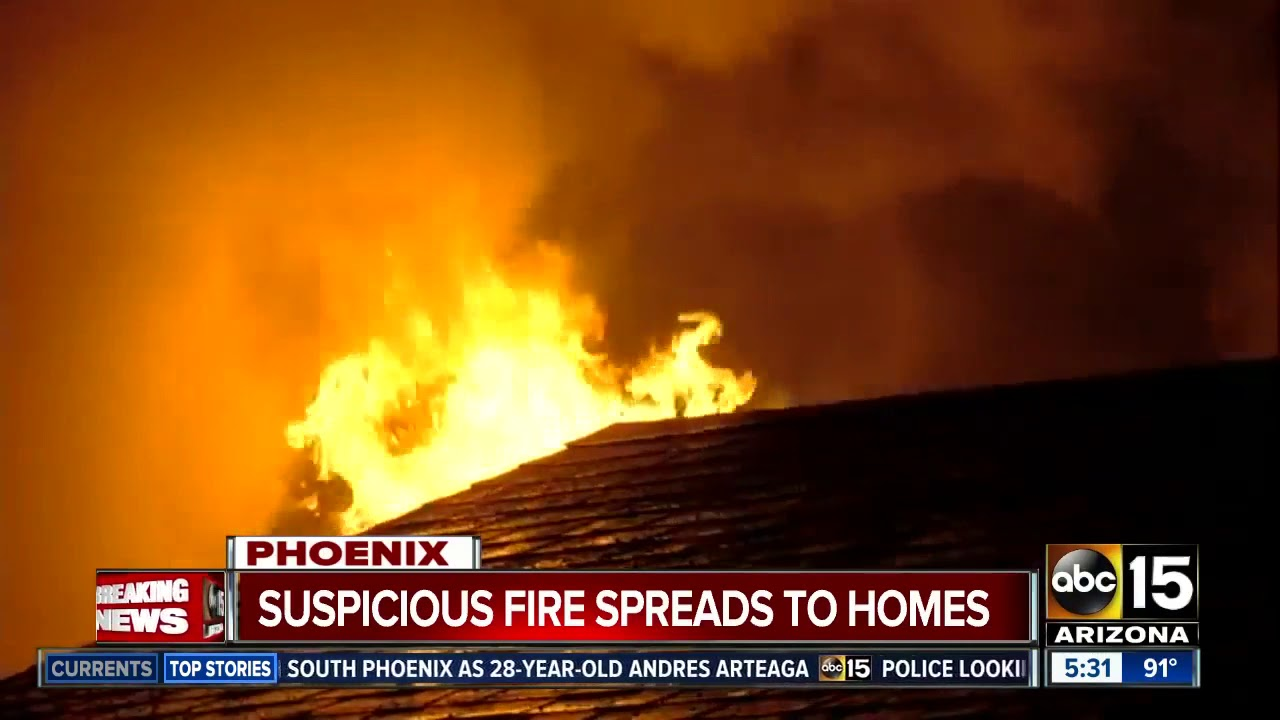 PHOENIX
BREAKING
NEWS
SUSPICIOUS FIRE SPREADS TO HOMES
abc 15
ARIZONA
CURRENTS TOP STORIES SOUTH PHOENIX AS 28-YEAR-OLD ANDRES ARTEAGA abc 15 POLICE LOOKI
5:31 91°